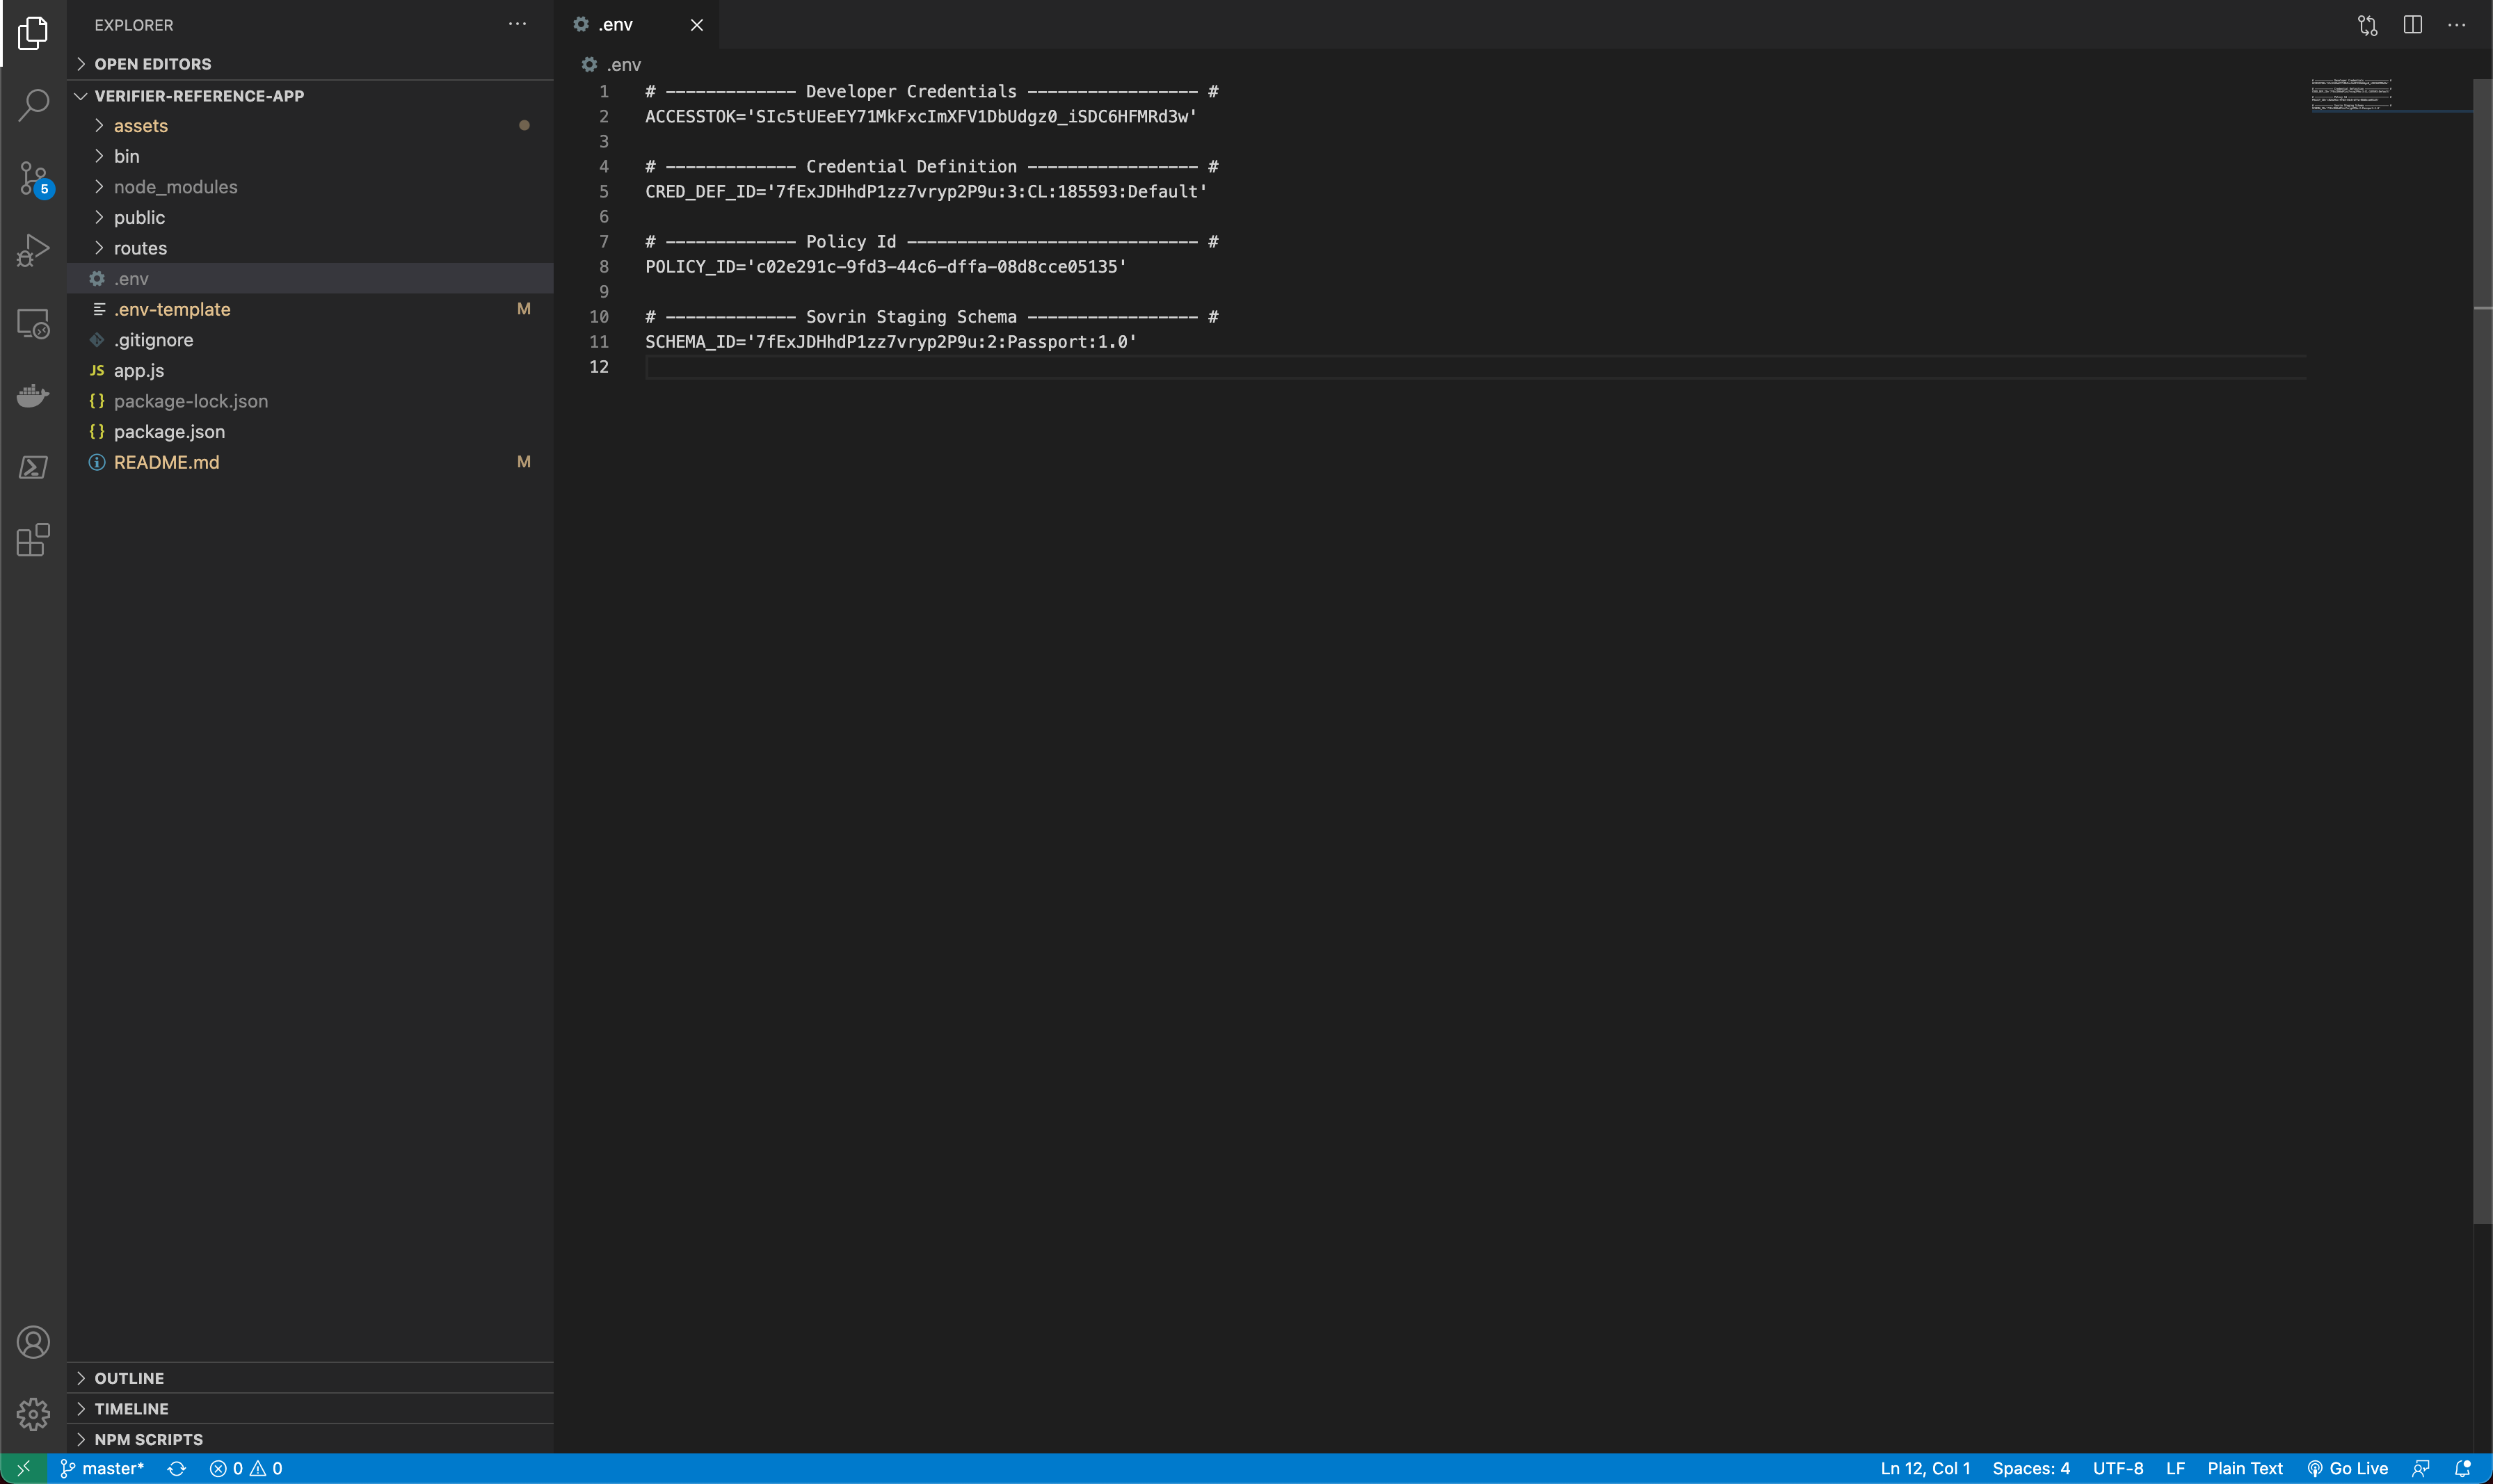 EXPLORER
OPEN EDITORS
VERIFIER-REFERENCE-APP
assets
bin
node_modules
public
routes
.env
.env-template M
.gitignore
JS app.js
{} package-lock.json
{} package.json
README.md M
OUTLINE
TIMELINE
NPM SCRIPTS
5
.env
.env
1 # ------------- Developer Credentials ----------------- #
2 ACCESSTOK='SIc5tUEeEY71MkFxcImXFV1DbUdgz0_iSDC6HFMRd3w'
3
4 # ------------- Credential Definition ----------------- #
5 CRED_DEF_ID='7fExJDHhdP1zz7vryp2P9u:3:CL:185593:Default'
6
7 # ------------- Policy Id ----------------------------- #
8 POLICY_ID='c02e291c-9fd3-44c6-dffa-08d8cce05135'
9
10 # ------------- Sovrin Staging Schema ----------------- #
11 SCHEMA_ID='7fExJDHhdP1zz7vryp2P9u:2:Passport:1.0'
12
master* 0 0 Ln 12, Col 1 Spaces: 4 UTF-8 LF Plain Text Go Live